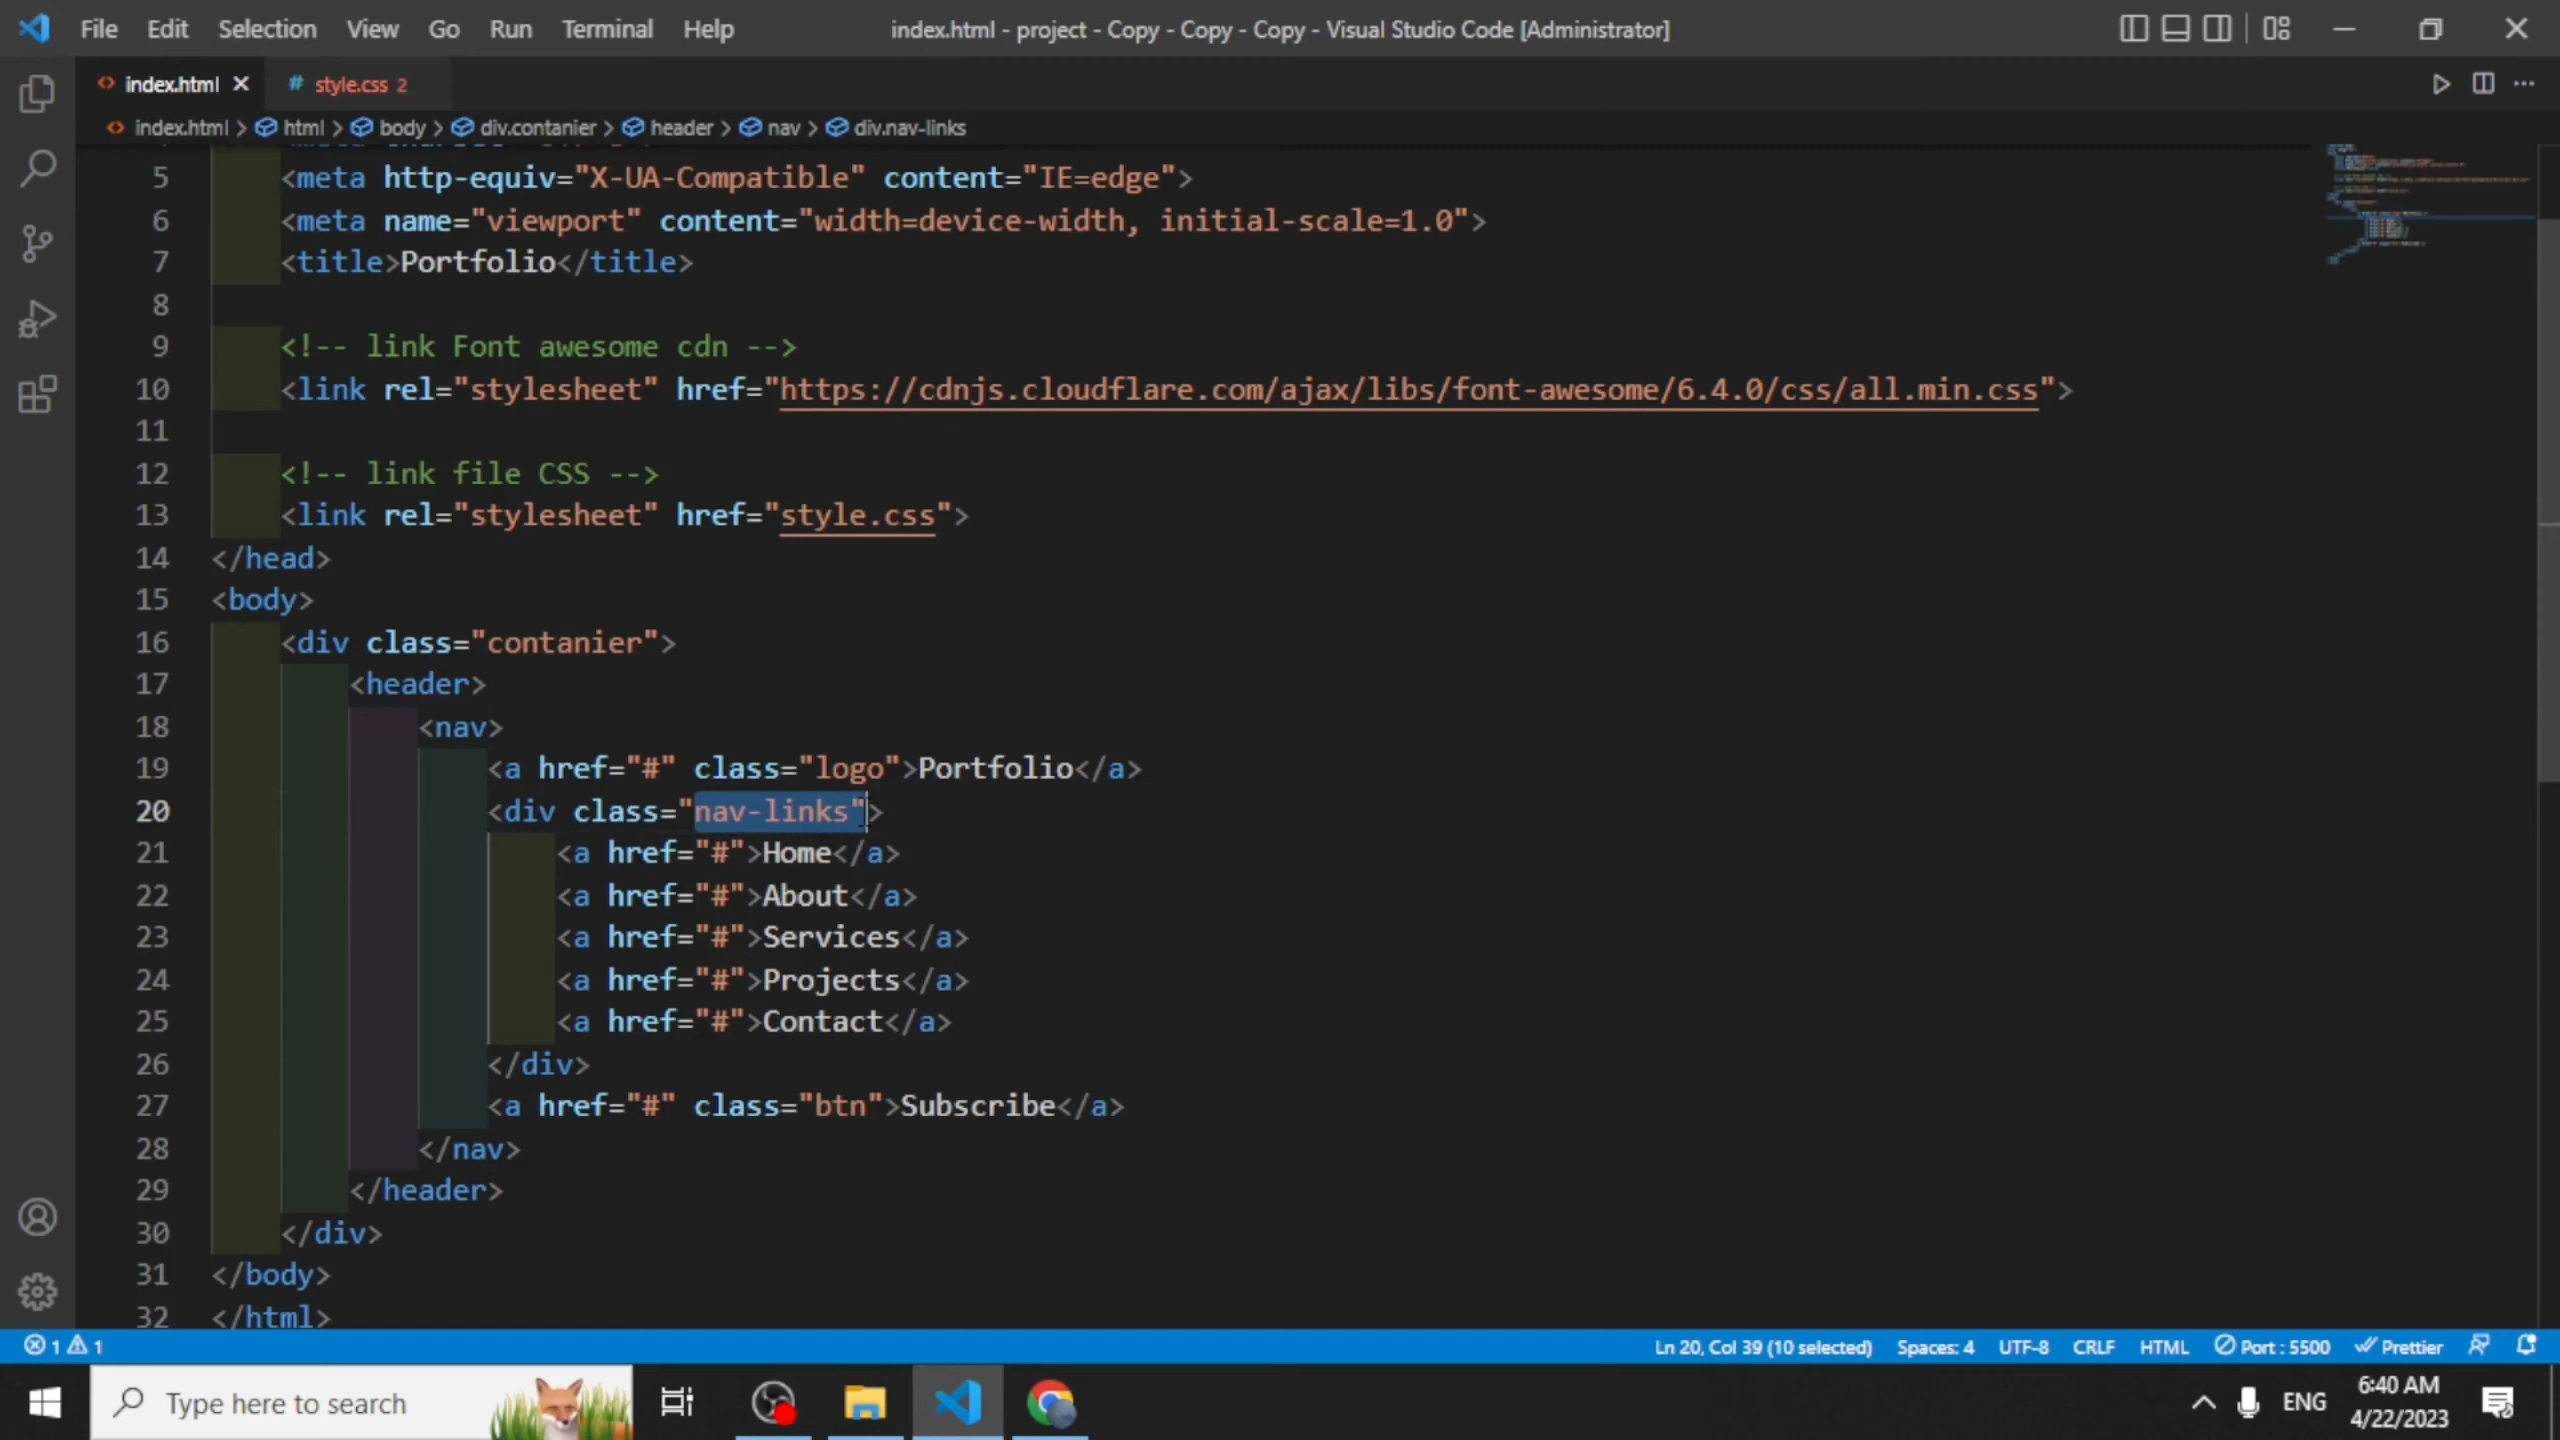 File Edit Selection View Go Run Terminal Help index.html - project - Copy - Copy - Copy - Visual Studio Code [Administrator]
index.html style.css 2
index.html > html > body > div.contanier > header > nav > div.nav-links
5 <meta http-equiv="X-UA-Compatible" content="IE=edge">
6 <meta name="viewport" content="width=device-width, initial-scale=1.0">
7 <title>Portfolio</title>
8
9 <!-- link Font awesome cdn -->
10 <link rel="stylesheet" href="https://cdnjs.cloudflare.com/ajax/libs/font-awesome/6.4.0/css/all.min.css">
11
12 <!-- link file CSS -->
13 <link rel="stylesheet" href="style.css">
14 </head>
15 <body>
16 <div class="contanier">
17 <header>
18 <nav>
19 <a href="#" class="logo">Portfolio</a>
20 <div class="nav-links">
21 <a href="#">Home</a>
22 <a href="#">About</a>
23 <a href="#">Services</a>
24 <a href="#">Projects</a>
25 <a href="#">Contact</a>
26 </div>
27 <a href="#" class="btn">Subscribe</a>
28 </nav>
29 </header>
30 </div>
31 </body>
32 </html>
1 1 Ln 20, Col 39 (10 selected) Spaces: 4 UTF-8 CRLF HTML Port : 5500 Prettier
Type here to search ENG 6:40 AM
4/22/2023